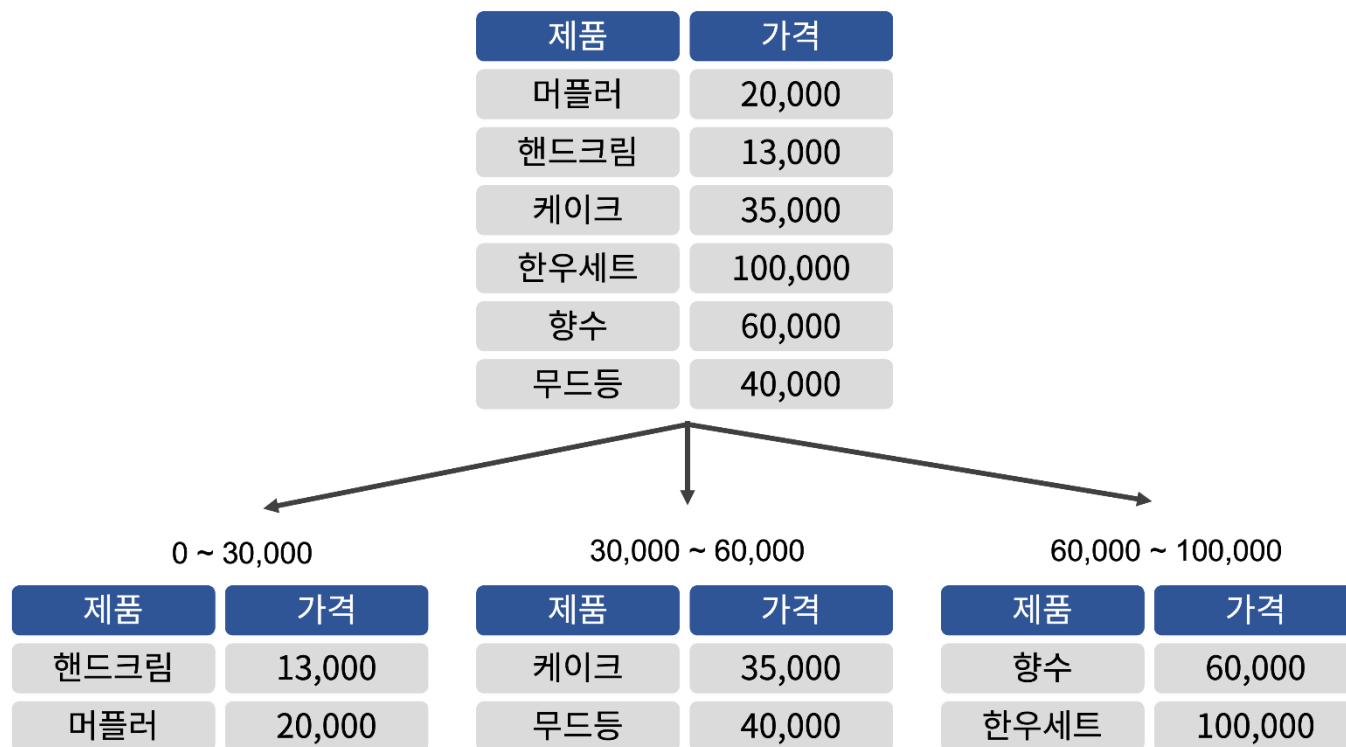 제품 가격
머플러 20,000
핸드크림 13,000
케이크 35,000
한우세트 100,000
향수 60,000
무드등 40,000
0 ~ 30,000 30,000 ~ 60,000 60,000 ~ 100,000
제품 가격 제품 가격 제품 가격
핸드크림 13,000 케이크 35,000 향수 60,000
머플러 20,000 무드등 40,000 한우세트 100,000